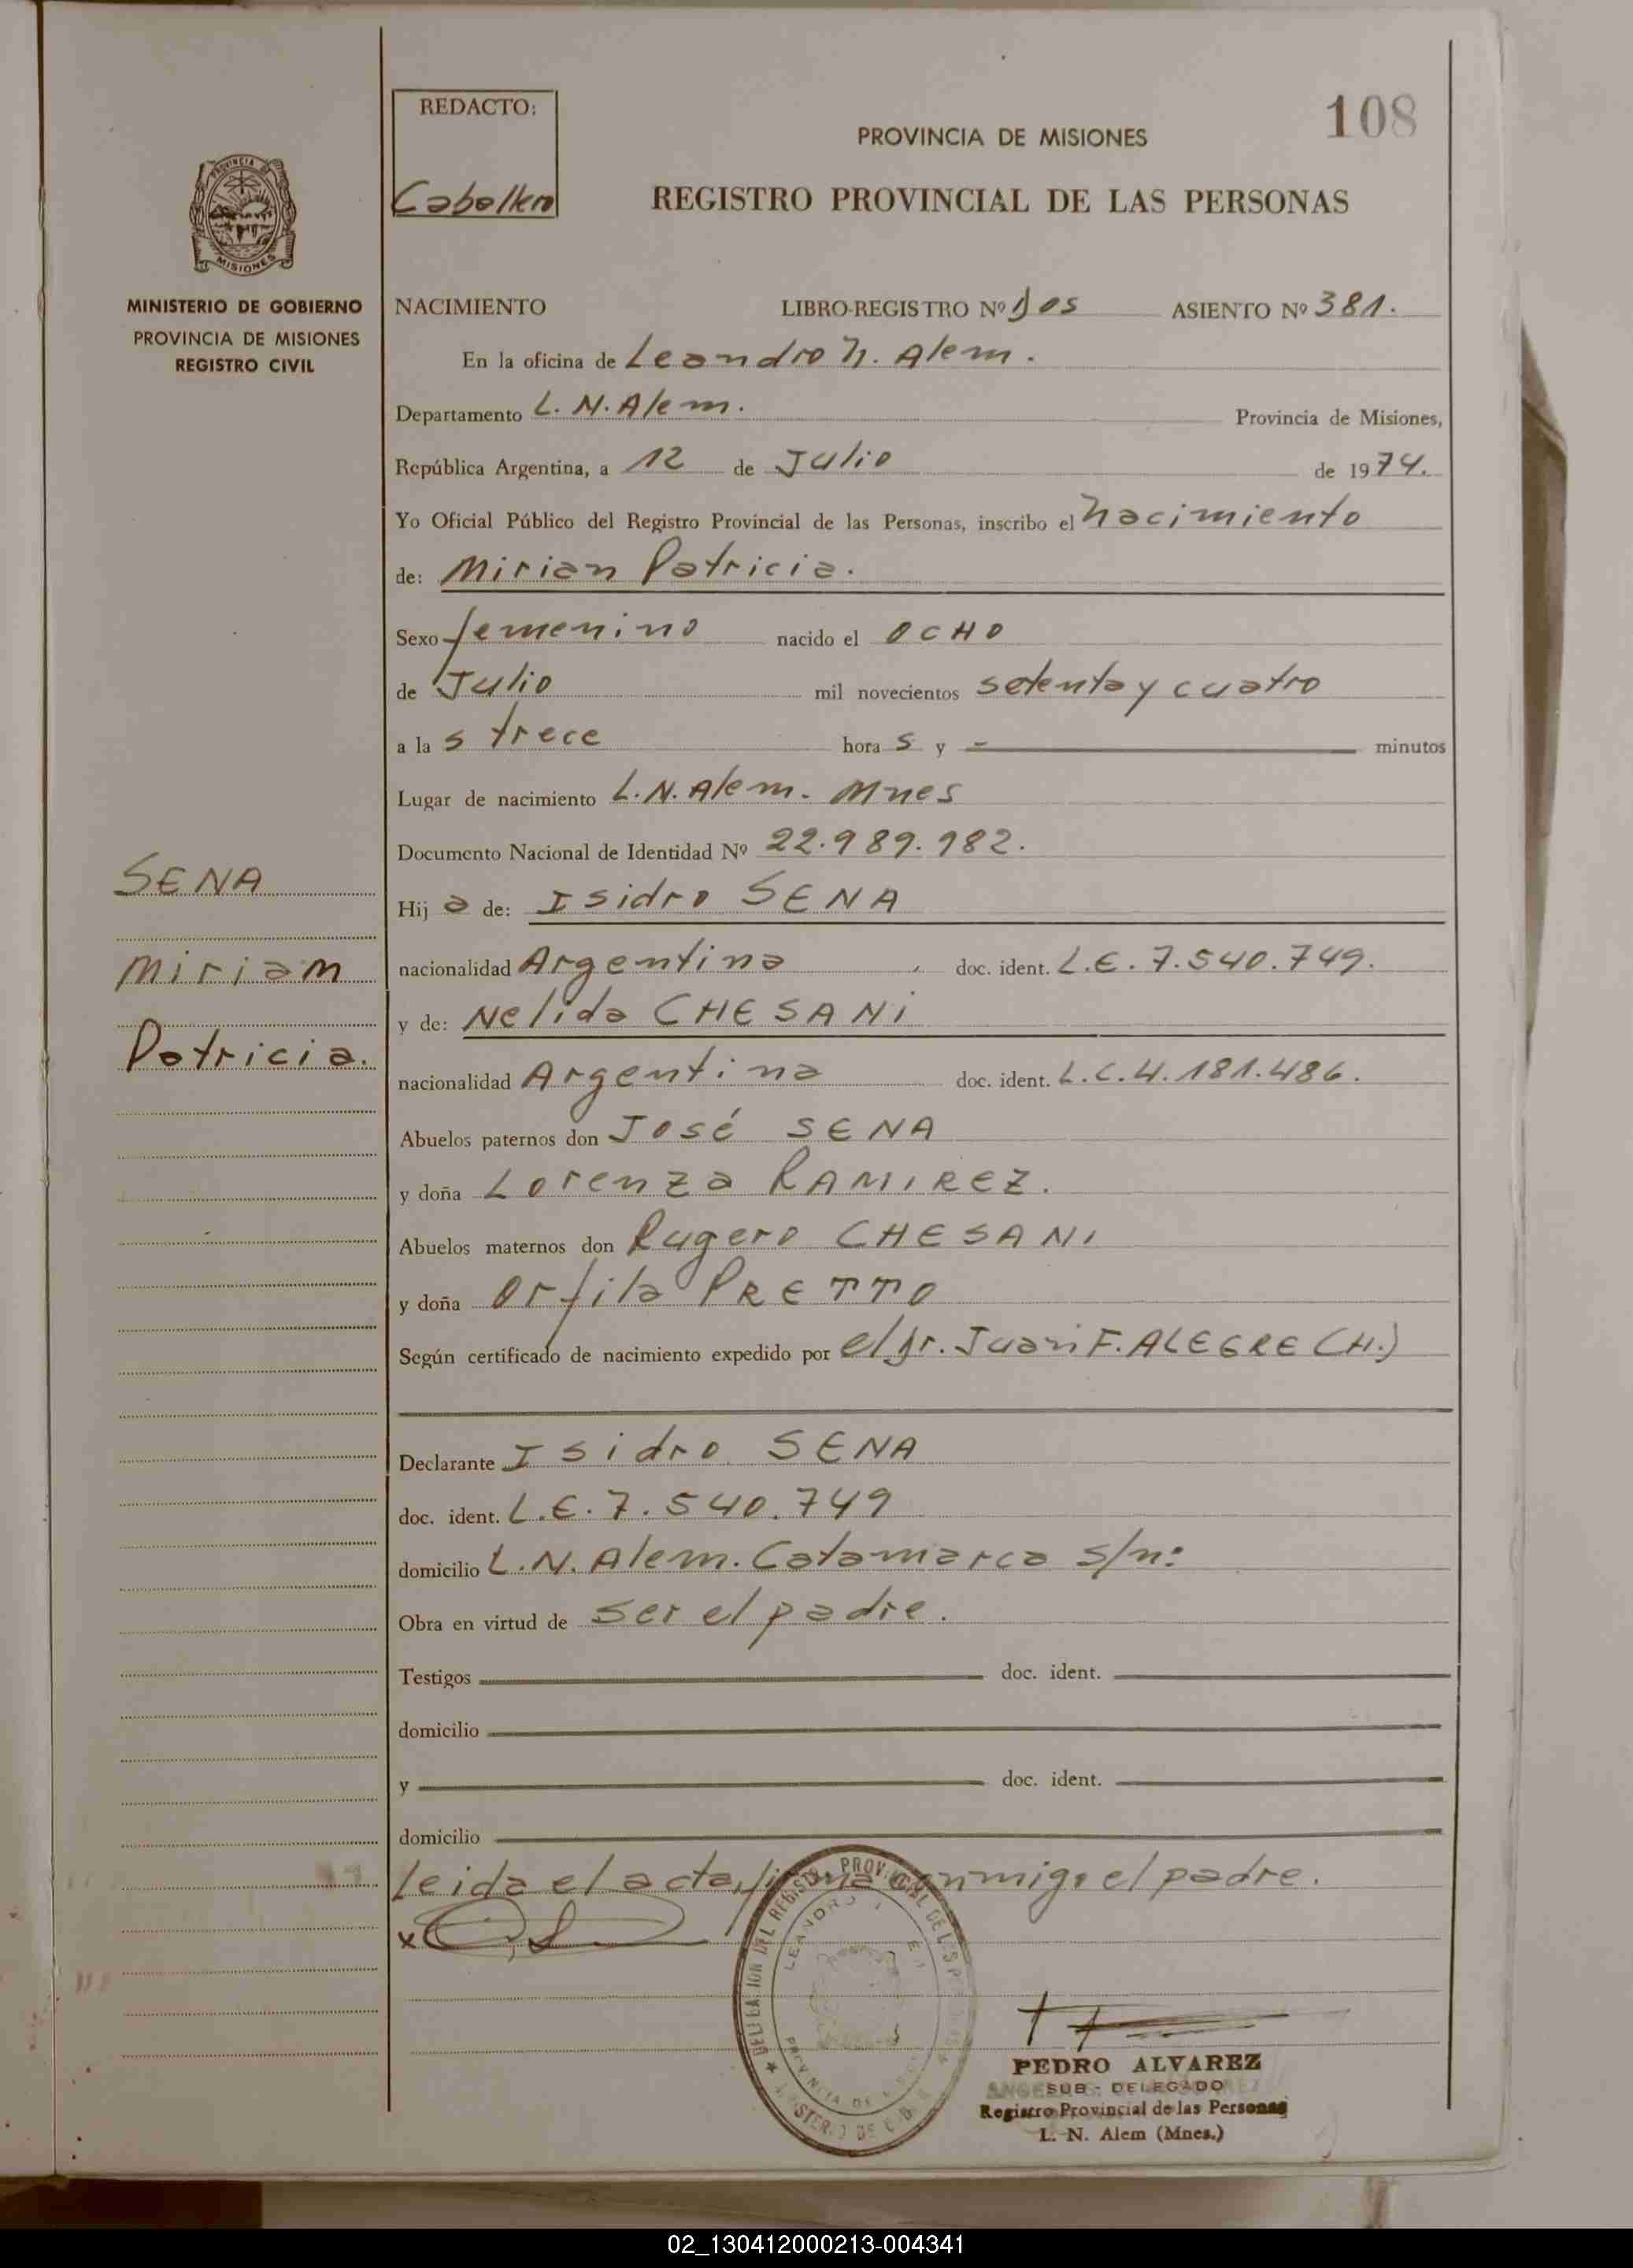 108
REDACTO:
Caballero
PROVINCIA DE MISIONES
REGISTRO PROVINCIAL DE LAS PERSONAS
PROVINCIA DE
MISIONES
MINISTERIO DE GOBIERNO
PROVINCIA DE MISIONES
REGISTRO CIVIL
NACIMIENTO LIBRO-REGISTRO Nº Dos ASIENTO Nº 381.
En la oficina de Leandro N. Alem.
Departamento L. N. Alem. Provincia de Misiones,
República Argentina, a 12 de Julio de 1974.
Yo Oficial Público del Registro Provincial de las Personas, inscribo el nacimiento
de: Mirian Patricia.
Sexo femenino nacido el OCHO
de Julio mil novecientos setenta y cuatro
a las trece horas y - minutos
Lugar de nacimiento L.N.Alem. Mnes
Documento Nacional de Identidad Nº 22.989.982.
SENA
Miriam
Patricia.
Hija de: Isidro SENA
nacionalidad Argentina doc. ident. L.E. 7.540.749.
y de: Nelida CHESANI
nacionalidad Argentina doc. ident. L.C. 4.181.486.
Abuelos paternos don José SENA
y doña Lorenza RAMIREZ.
Abuelos maternos don Rugero CHESANI
y doña Orfila PRETTO
Según certificado de nacimiento expedido por el Dr. Juan F. ALEGRE (H.)
Declarante Isidro SENA
doc. ident. L.E. 7.540.749
domicilio L.N. Alem. Catamarca s/n:
Obra en virtud de ser el padre.
Testigos doc. ident.
domicilio
y doc. ident.
domicilio
Leida el acta, firma conmigo el padre.
x
PEDRO ALVAREZ
SUB - DELEGADO
Registro Provincial de las Personas
L. N. Alem (Mnes.)
02_130412000213-004341